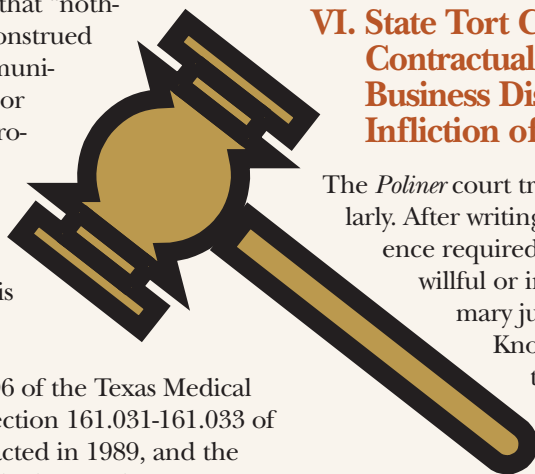 that "noth-
onstrued
muni-
or
ro-
is
6 of the Texas Medical
ection 161.031-161.033 of
acted in 1989, and the
VI. State Tort C
Contractual
Business Dis
Infliction of
The Poliner court tr
larly. After writing
ence required
willful or in
mary ju
Kno
t